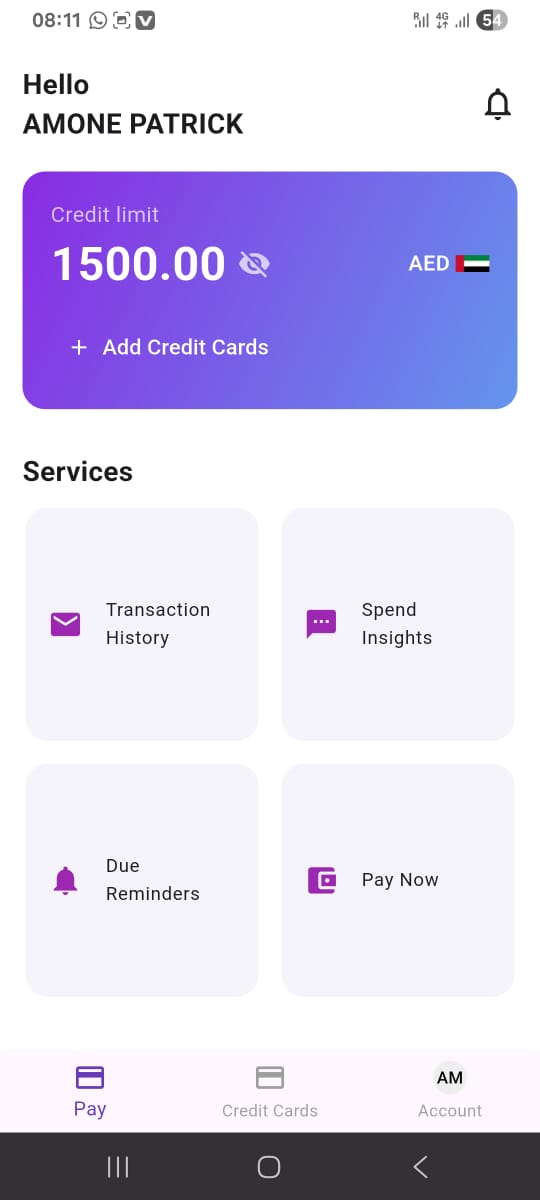 08:11
R 4G 54
Hello
AMONE PATRICK
Credit limit
1500.00
AED
+ Add Credit Cards
Services
Transaction
History
Spend
Insights
Due
Reminders
Pay Now
Pay
Credit Cards
AM
Account